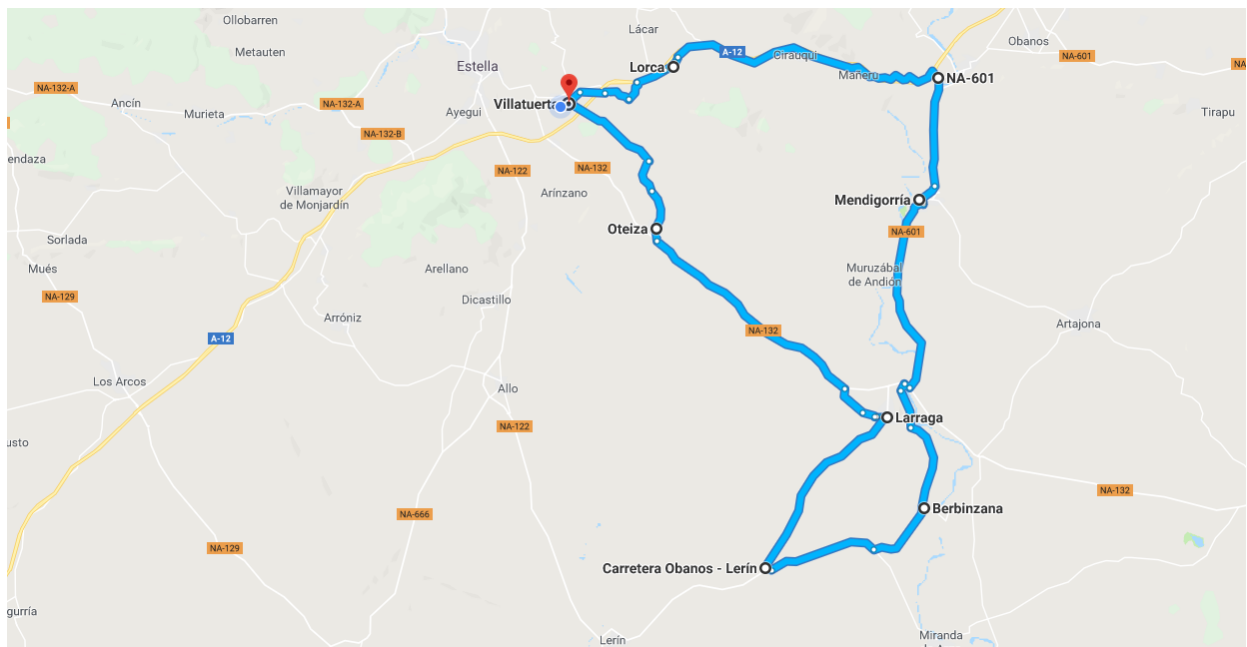 Ollobarren
Lácar
Obanos
Metauten
A-12
Cirauqui
NA-601
Estella
Lorca
Mañeru
NA-601
NA
NA-132-A
Ancín
Murieta
NA-132-A
Villatuerta
Ayegui
Tirapu
NA-132-B
endaza
NA-122
NA-132
Villamayor
de Monjardín
Arínzano
Mendigorría
Oteiza
NA-601
Sorlada
Mués
Arellano
Muruzábal
de Andión
NA-129
Dicastillo
Arróniz
Artajona
NA-132
A-12
Los Arcos
Allo
Larraga
NA-122
usto
NA-132
Berbinzana
NA-666
NA-129
Carretera Obanos - Lerín
gurría
Lerín
Miranda